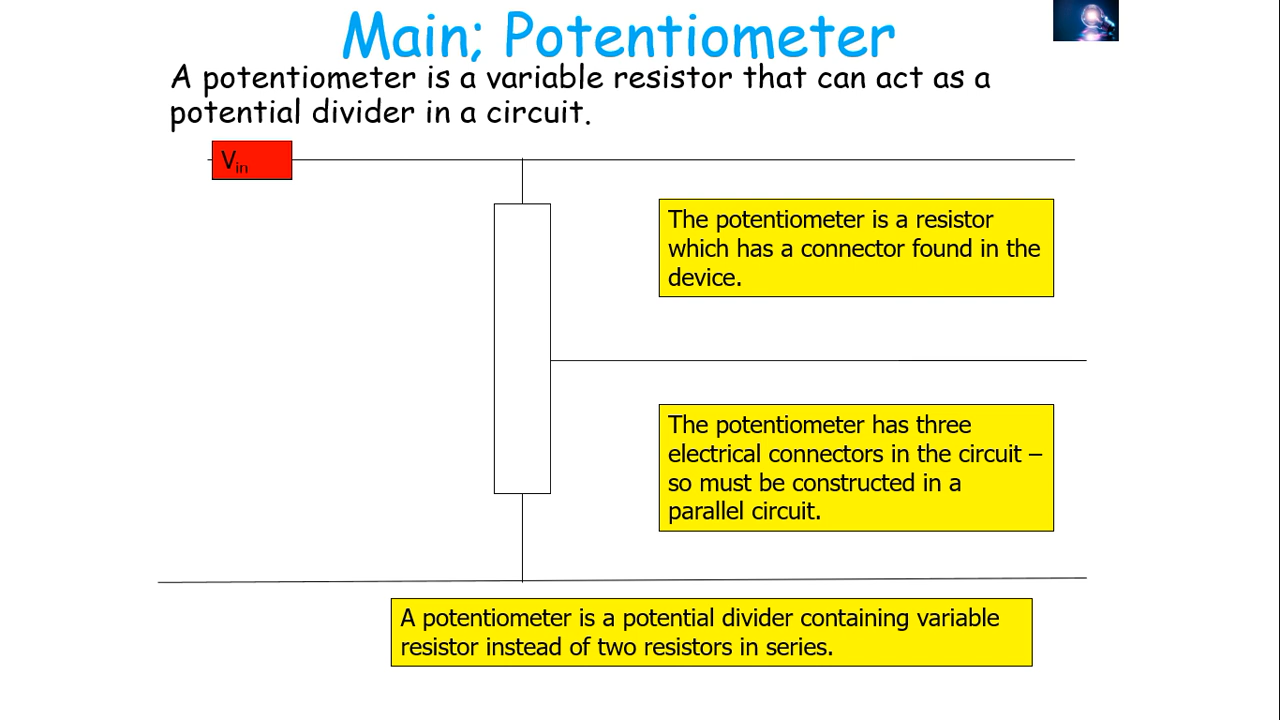 Main; Potentiometer
A potentiometer is a variable resistor that can act as a
potential divider in a circuit.
Vin
The potentiometer is a resistor
which has a connector found in the
device.
The potentiometer has three
electrical connectors in the circuit –
so must be constructed in a
parallel circuit.
A potentiometer is a potential divider containing variable
resistor instead of two resistors in series.